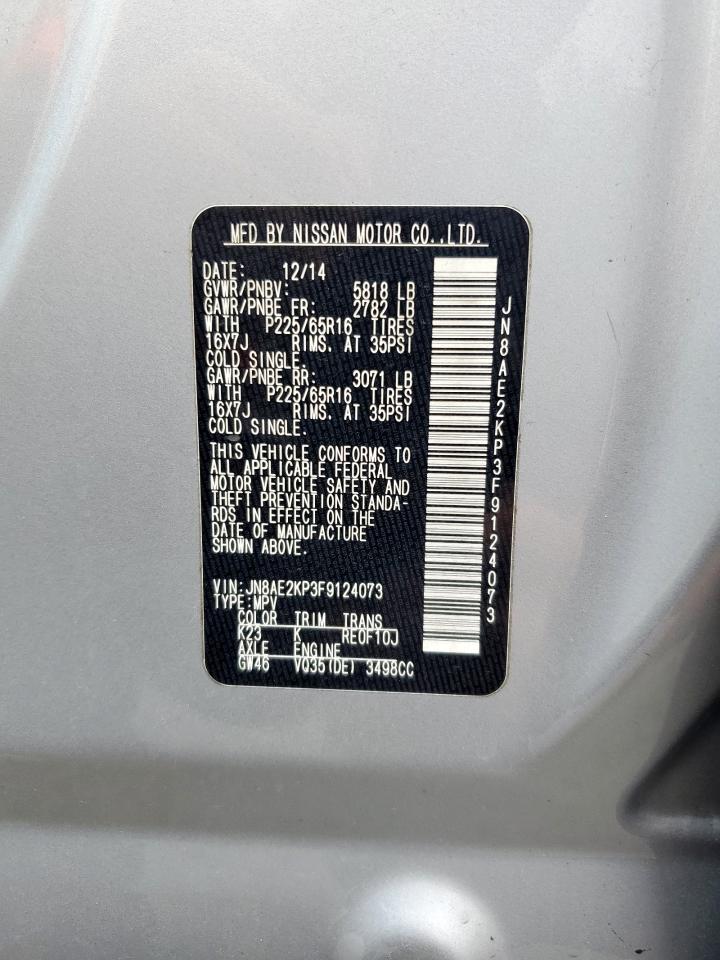 MFD BY NISSAN MOTOR CO.,LTD.
DATE: 12/14
GVWR/PNBV: 5818 LB
GAWR/PNBE FR: 2782 LB
WITH P225/65R16 TIRES
16X7J RIMS. AT 35PSI
COLD SINGLE.
GAWR/PNBE RR: 3071 LB
WITH P225/65R16 TIRES
16X7J RIMS. AT 35PSI
COLD SINGLE.
THIS VEHICLE CONFORMS TO
ALL APPLICABLE FEDERAL
MOTOR VEHICLE SAFETY AND
THEFT PREVENTION STANDA-
RDS IN EFFECT ON THE
DATE OF MANUFACTURE
SHOWN ABOVE.
VIN:JN8AE2KP3F9124073
TYPE:MPV
COLOR TRIM TRANS
K23 K RE0F10J
AXLE ENGINE
GW46 VQ35(DE) 3498CC
JN8AE2KP3F9124073